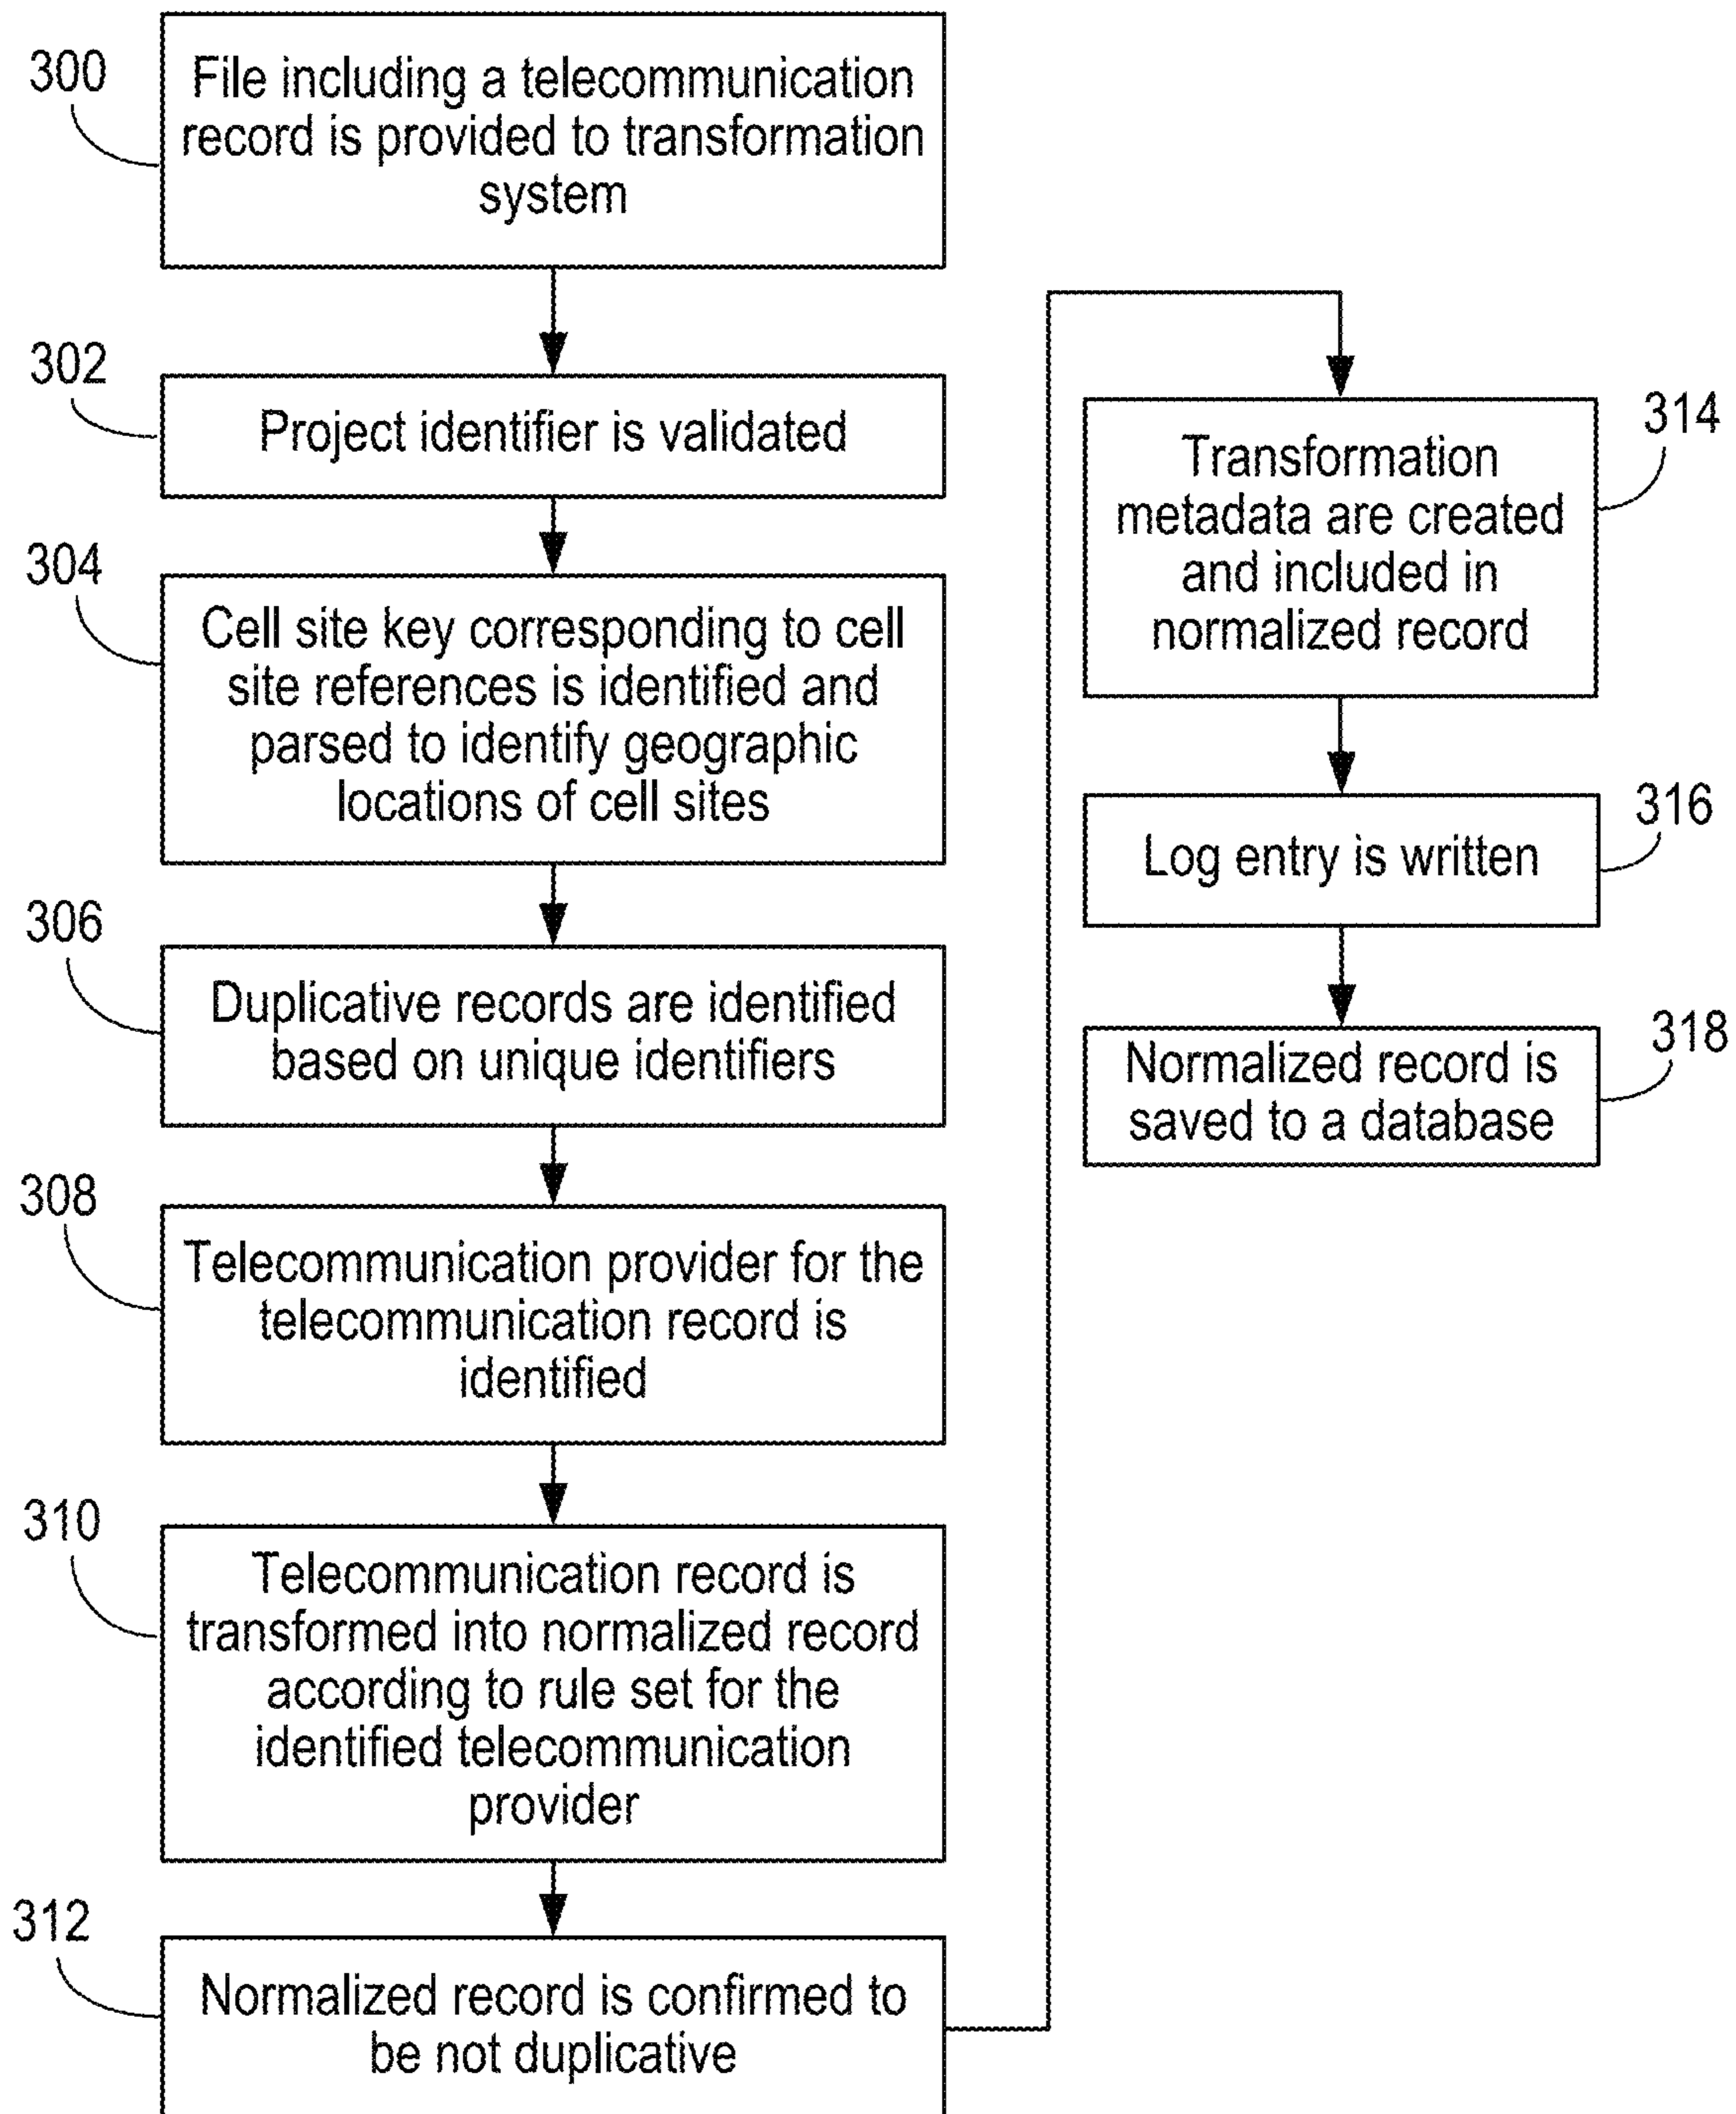 300
File including a telecommunication
record is provided to transformation
system
302
Project identifier is validated
304
Cell site key corresponding to cell
site references is identified and
parsed to identify geographic
locations of cell sites
306
Duplicative records are identified
based on unique identifiers
308
Telecommunication provider for the
telecommunication record is
identified
310
Telecommunication record is
transformed into normalized record
according to rule set for the
identified telecommunication
provider
312
Normalized record is confirmed to
be not duplicative
314
Transformation
metadata are created
and included in
normalized record
316
Log entry is written
318
Normalized record is
saved to a database